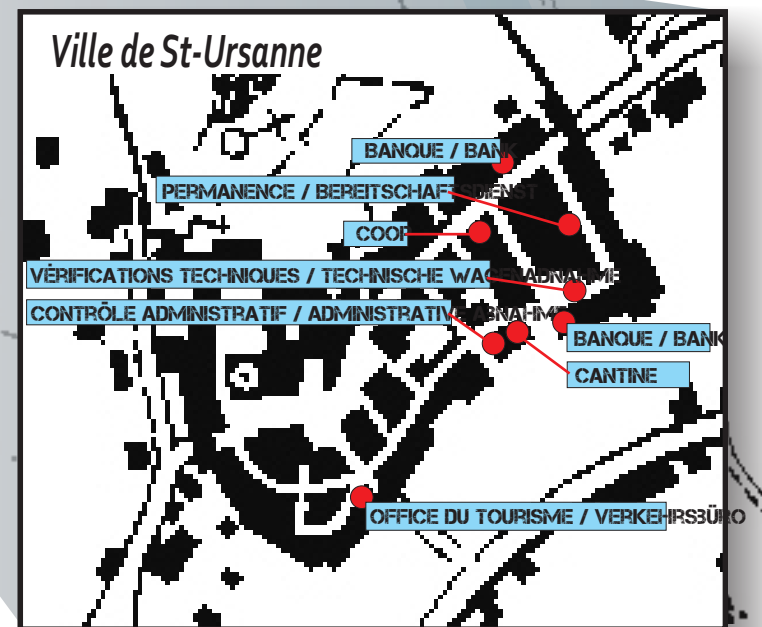 Ville de St-Ursanne
BANQUE / BANK
PERMANENCE / BEREITSCHAFTSDIENST
COOP
VÉRIFICATIONS TECHNIQUES / TECHNISCHE WAGENADNAHME
CONTRÔLE ADMINISTRATIF / ADMINISTRATIVE ABNAHME
BANQUE / BANK
CANTINE
OFFICE DU TOURISME / VERKEHRSBÜRO